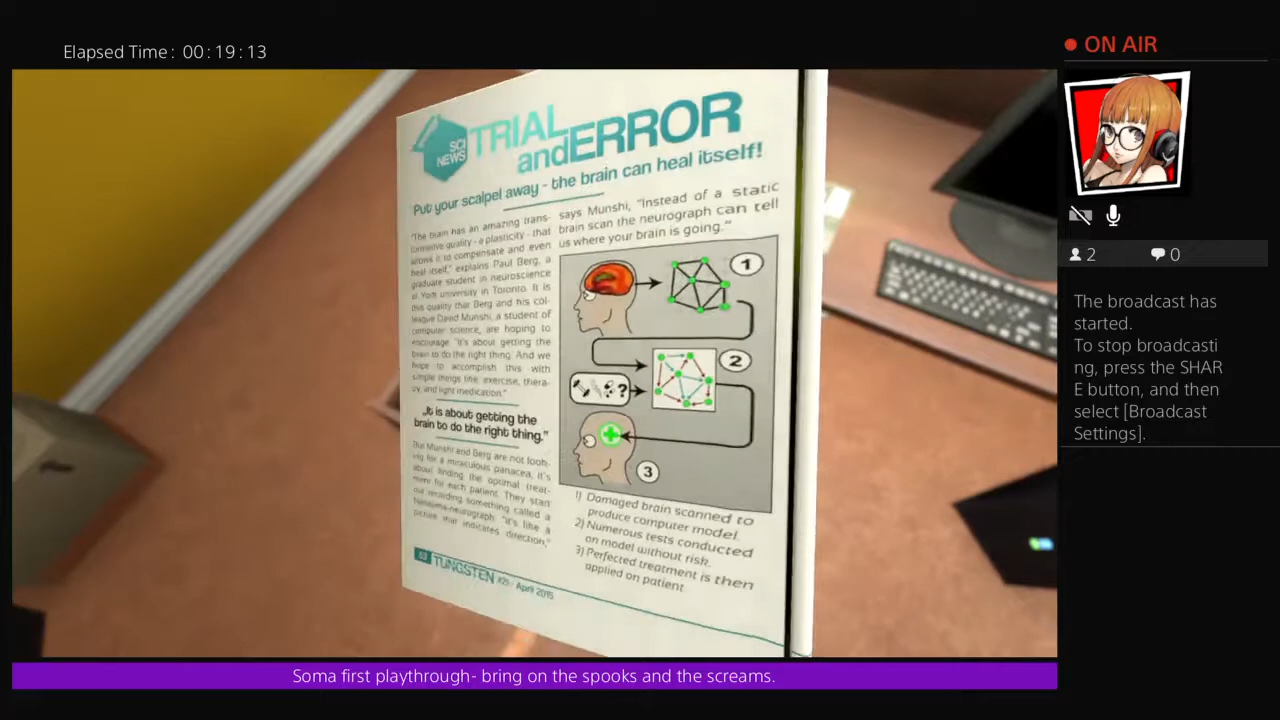 Elapsed Time: 00:19:13
ON AIR
SCI
NEWS
TRIAL
and ERROR
Put your scalpel away - the brain can heal itself!
"The brain has an amazing trans-
formative quality - a plasticity - that
allows it to compensate and even
heal itself," explains Paul Berg, a
graduate student in neuroscience
at York university in Toronto. It is
this quality that Berg and his col-
league David Munshi, a student of
computer science, are hoping to
encourage. "It's about getting the
brain to do the right thing. And we
hope to accomplish this with
simple things like, exercise, thera-
py, and light medication."
„It is about getting the
brain to do the right thing."
But Munshi and Berg are not look-
ing for a miraculous panacea, it's
about finding the optimal treat-
ment for each patient. They start
out recording something called a
Nakajima-neurograph. "It's like a
picture that indicates direction,"
says Munshi, "Instead of a static
brain scan the neurograph can tell
us where your brain is going."
1
2
?
3
1) Damaged brain scanned to
produce computer model.
2) Numerous tests conducted
on model without risk.
3) Perfected treatment is then
applied on patient
53 TUNGSTEN #25 - April 2015
2
0
The broadcast has
started.
To stop broadcasti
ng, press the SHAR
E button, and then
select [Broadcast
Settings].
Soma first playthrough- bring on the spooks and the screams.